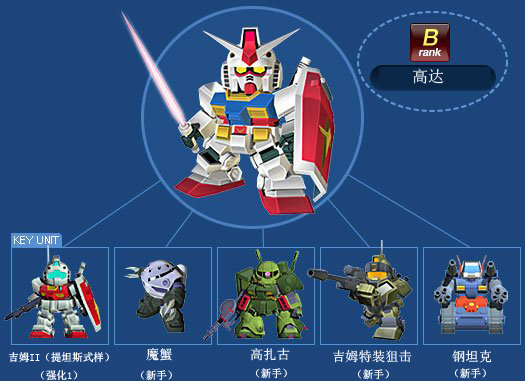 B
rank
高达
KEY UNIT
吉姆II（提坦斯式样）
（强化1）
魔蟹
（新手）
高扎古
（新手）
吉姆特装狙击
（新手）
钢坦克
（新手）